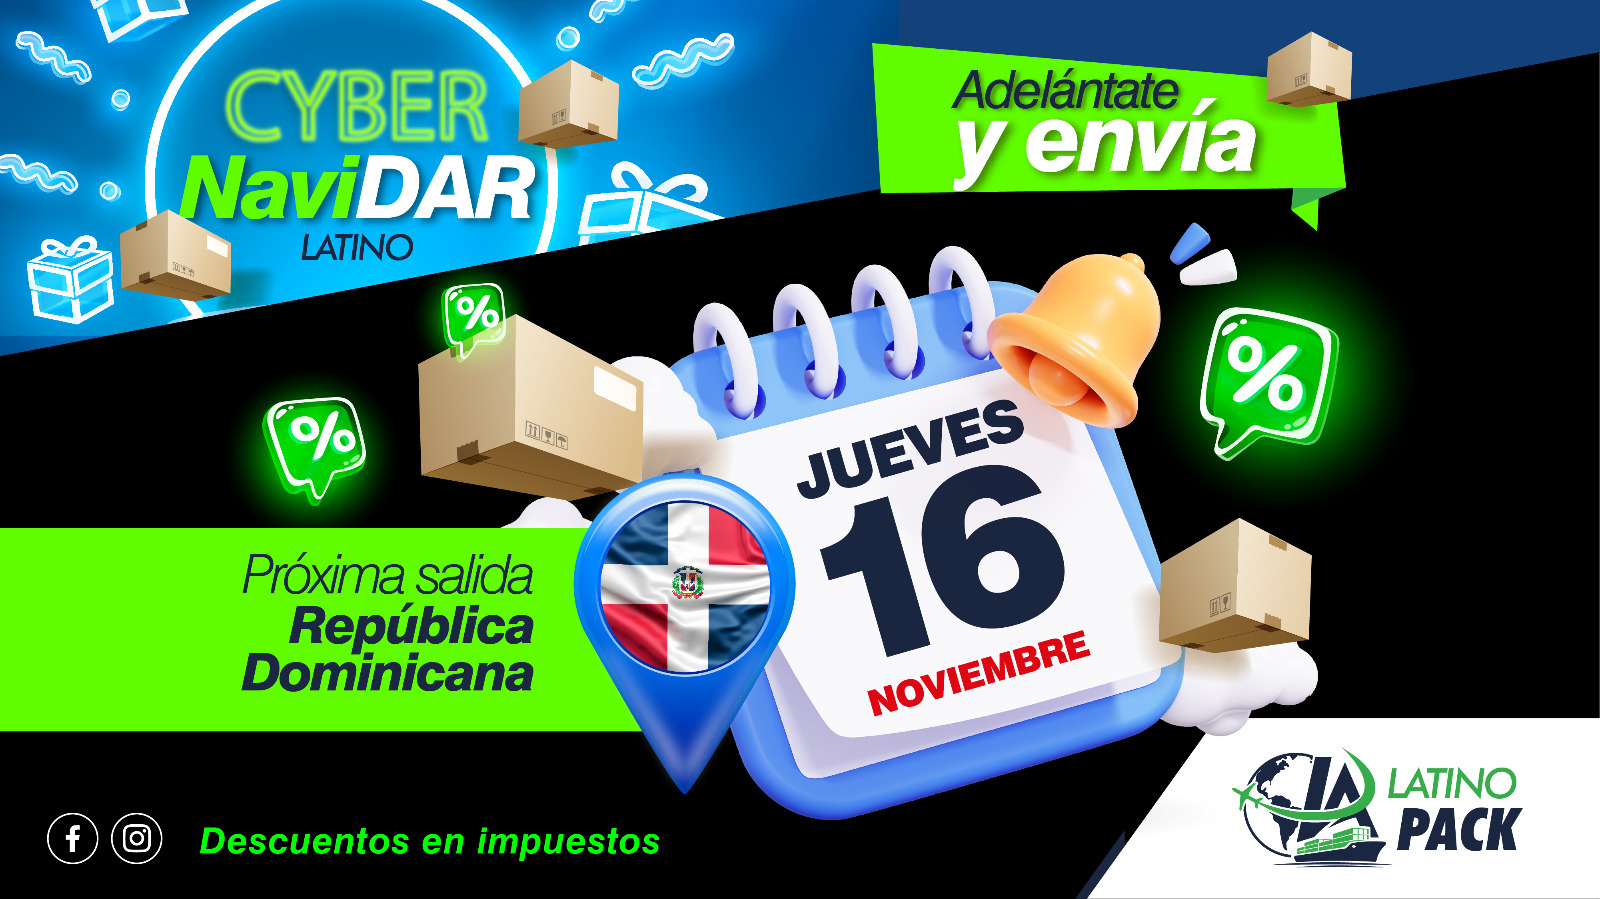 CYBER
NaviDAR
LATINO
Adelántate
y envía
%
%
%
JUEVES
16
NOVIEMBRE
Próxima salida
República
Dominicana
Descuentos en impuestos
LATINO
PACK